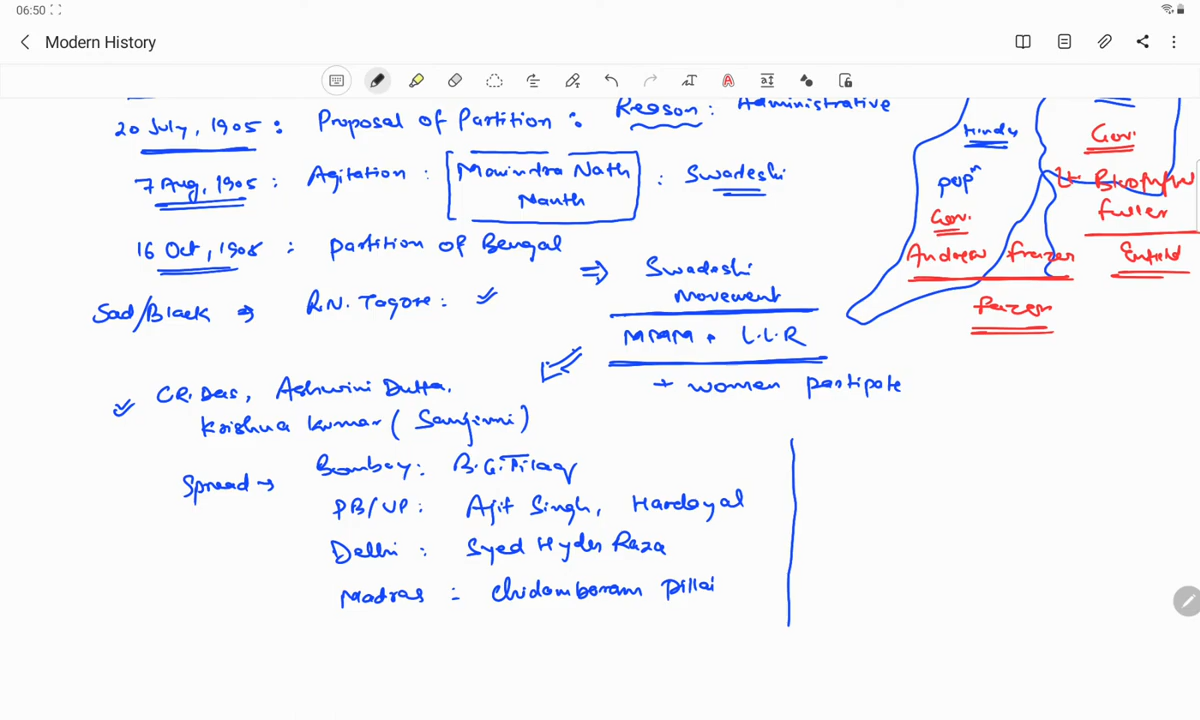 06:50
Modern History
20 July, 1905 : Proposal of Partition : Reason : Administrative
7 Aug, 1905 : Agitation : [Manindra Nath
Nanth] : Swadeshi
16 Oct, 1905 : Partition of Bengal
⇒ Swadeshi
Movement
Sad/Black → R.N. Tagore :
MMM + L.L.R
+ women partipate
C.R. Das, Ashwini Dutta,
Krishna Kumar (Sanjivni)
Spread → Bombay : B.G. Tilak
PB/UP : Ajit Singh, Hardayal
Delhi : Syed Hyder Raza
Madras : Chidambaram Pillai
Hindu
popn
Gov.
Andrew Frazer
frazer
Gov.
fuller
Enfield